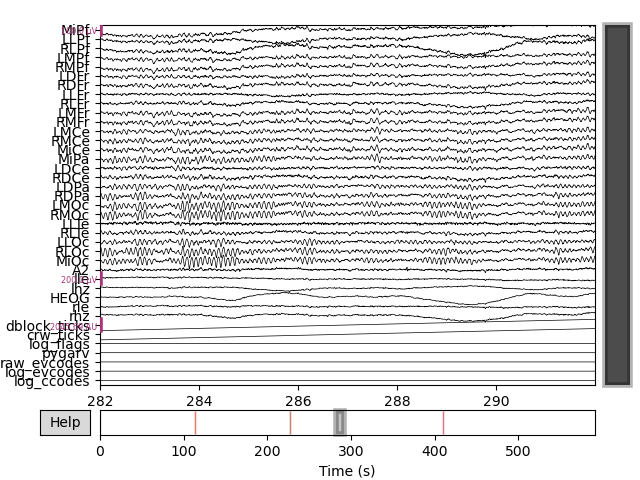 MiPf
LLPf
RLPf
LMPf
RMPf
LDFr
RDFr
LLFr
RLFr
LMFr
RMFr
LMCe
RMCe
MiCe
MiPa
LDCe
RDCe
LDPa
RDPa
LMOc
RMOc
LLTe
RLTe
LLOc
RLOc
MiOc
A2
lle
lhz
HEOG
rle
rhz
dblock_ticks
crw_ticks
log_flags
pygarv
raw_evcodes
log_evcodes
log_ccodes
282 284 286 288 290
Help
0 100 200 300 400 500
Time (s)